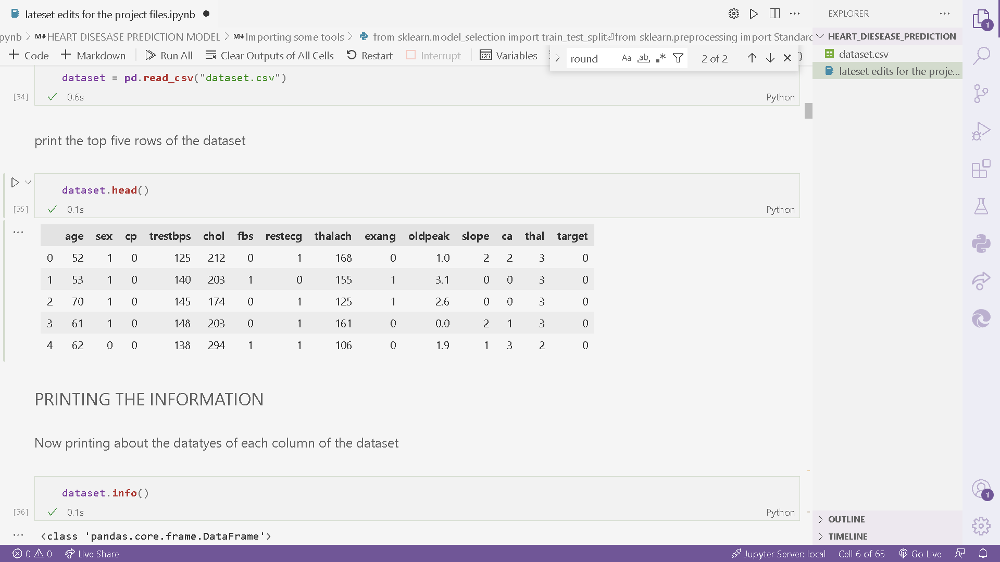 lateset edits for the project files.ipynb
EXPLORER
pynb > HEART DISESASE PREDICTION MODEL > Importing some tools > from sklearn.model_selection import train_test_split⏎from sklearn.preprocessing import Standard
HEART_DIESEASE_PREDICTION
Code Markdown Run All Clear Outputs of All Cells Restart Interrupt Variables
round Aa ab 2 of 2
dataset.csv
lateset edits for the proje...
dataset = pd.read_csv("dataset.csv")
[34] 0.6s Python
print the top five rows of the dataset
dataset.head()
[35] 0.1s Python
age sex cp trestbps chol fbs restecg thalach exang oldpeak slope ca thal target
0 52 1 0 125 212 0 1 168 0 1.0 2 2 3 0
1 53 1 0 140 203 1 0 155 1 3.1 0 0 3 0
2 70 1 0 145 174 0 1 125 1 2.6 0 0 3 0
3 61 1 0 148 203 0 1 161 0 0.0 2 1 3 0
4 62 0 0 138 294 1 1 106 0 1.9 1 3 2 0
PRINTING THE INFORMATION
Now printing about the datatyes of each column of the dataset
dataset.info()
[36] 0.1s Python
<class 'pandas.core.frame.DataFrame'>
1
1
OUTLINE
TIMELINE
0 0 Live Share Jupyter Server: local Cell 6 of 65 Go Live